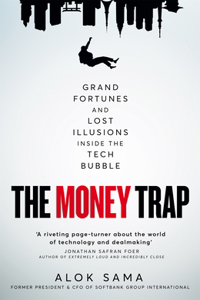 GRAND
FORTUNES
AND
LOST
ILLUSIONS
INSIDE THE
TECH
BUBBLE
THE MONEY TRAP
'A riveting page-turner about the world
of technology and dealmaking'
JONATHAN SAFRAN FOER
AUTHOR OF EXTREMELY LOUD AND INCREDIBLY CLOSE
ALOK SAMA
FORMER PRESIDENT & CFO OF SOFTBANK GROUP INTERNATIONAL